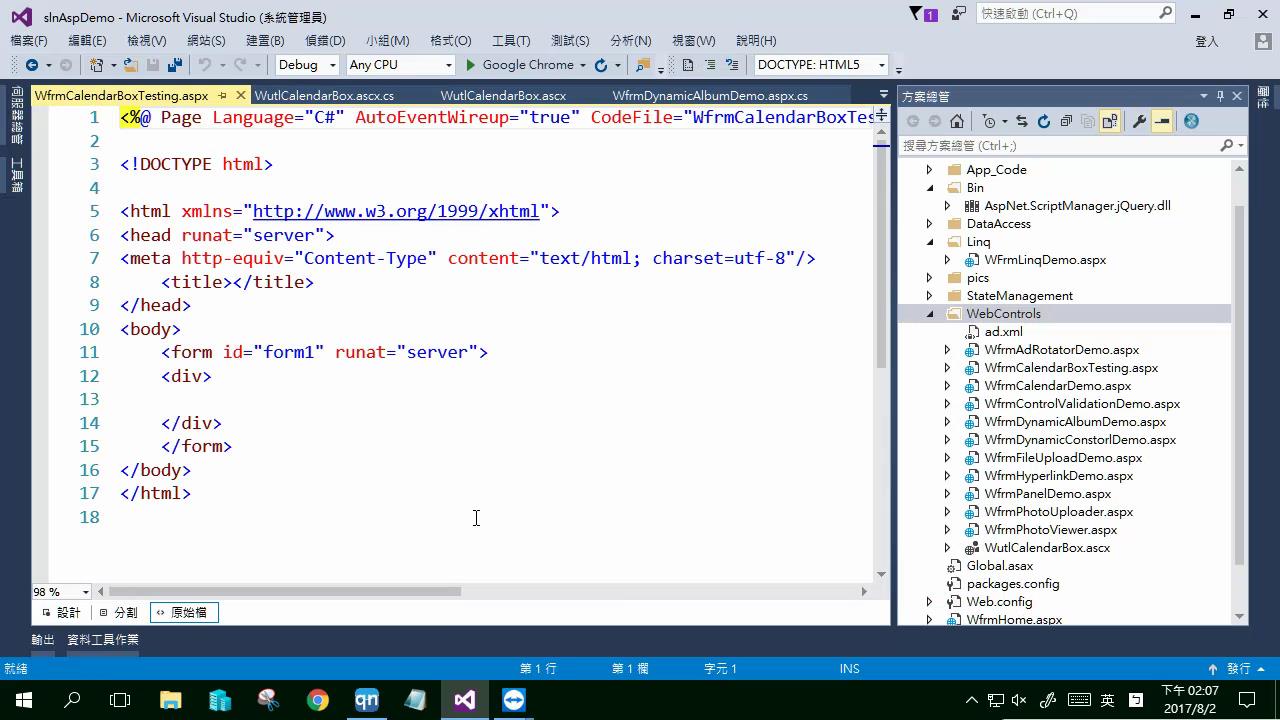 slnAspDemo - Microsoft Visual Studio (系統管理員)
1
快速啟動 (Ctrl+Q)
檔案(F) 編輯(E) 檢視(V) 網站(S) 建置(B) 偵錯(D) 小組(M) 格式(O) 工具(T) 測試(S) 分析(N) 視窗(W) 說明(H)
登入
Debug Any CPU Google Chrome DOCTYPE: HTML5
伺服器總管
工具箱
WfrmCalendarBoxTesting.aspx WutlCalendarBox.ascx.cs WutlCalendarBox.ascx WfrmDynamicAlbumDemo.aspx.cs
1 <%@ Page Language="C#" AutoEventWireup="true" CodeFile="WfrmCalendarBoxTes
2
3 <!DOCTYPE html>
4
5 <html xmlns="http://www.w3.org/1999/xhtml">
6 <head runat="server">
7 <meta http-equiv="Content-Type" content="text/html; charset=utf-8"/>
8 <title></title>
9 </head>
10 <body>
11 <form id="form1" runat="server">
12 <div>
13
14 </div>
15 </form>
16 </body>
17 </html>
18
98 %
設計 分割 原始檔
方案總管
搜尋方案總管 (Ctrl+;)
App_Code
Bin
AspNet.ScriptManager.jQuery.dll
DataAccess
Linq
WFrmLinqDemo.aspx
pics
StateManagement
WebControls
ad.xml
WfrmAdRotatorDemo.aspx
WfrmCalendarBoxTesting.aspx
WfrmCalendarDemo.aspx
WfrmControlValidationDemo.aspx
WfrmDynamicAlbumDemo.aspx
WfrmDynamicConstorlDemo.aspx
WfrmFileUploadDemo.aspx
WfrmHyperlinkDemo.aspx
WfrmPanelDemo.aspx
WfrmPhotoUploader.aspx
WfrmPhotoViewer.aspx
WutlCalendarBox.ascx
Global.asax
packages.config
Web.config
WfrmHome.aspx
輸出 資料工具作業
就緒 第 1 行 第 1 欄 字元 1 INS 發行
qn
英
下午 02:07
2017/8/2